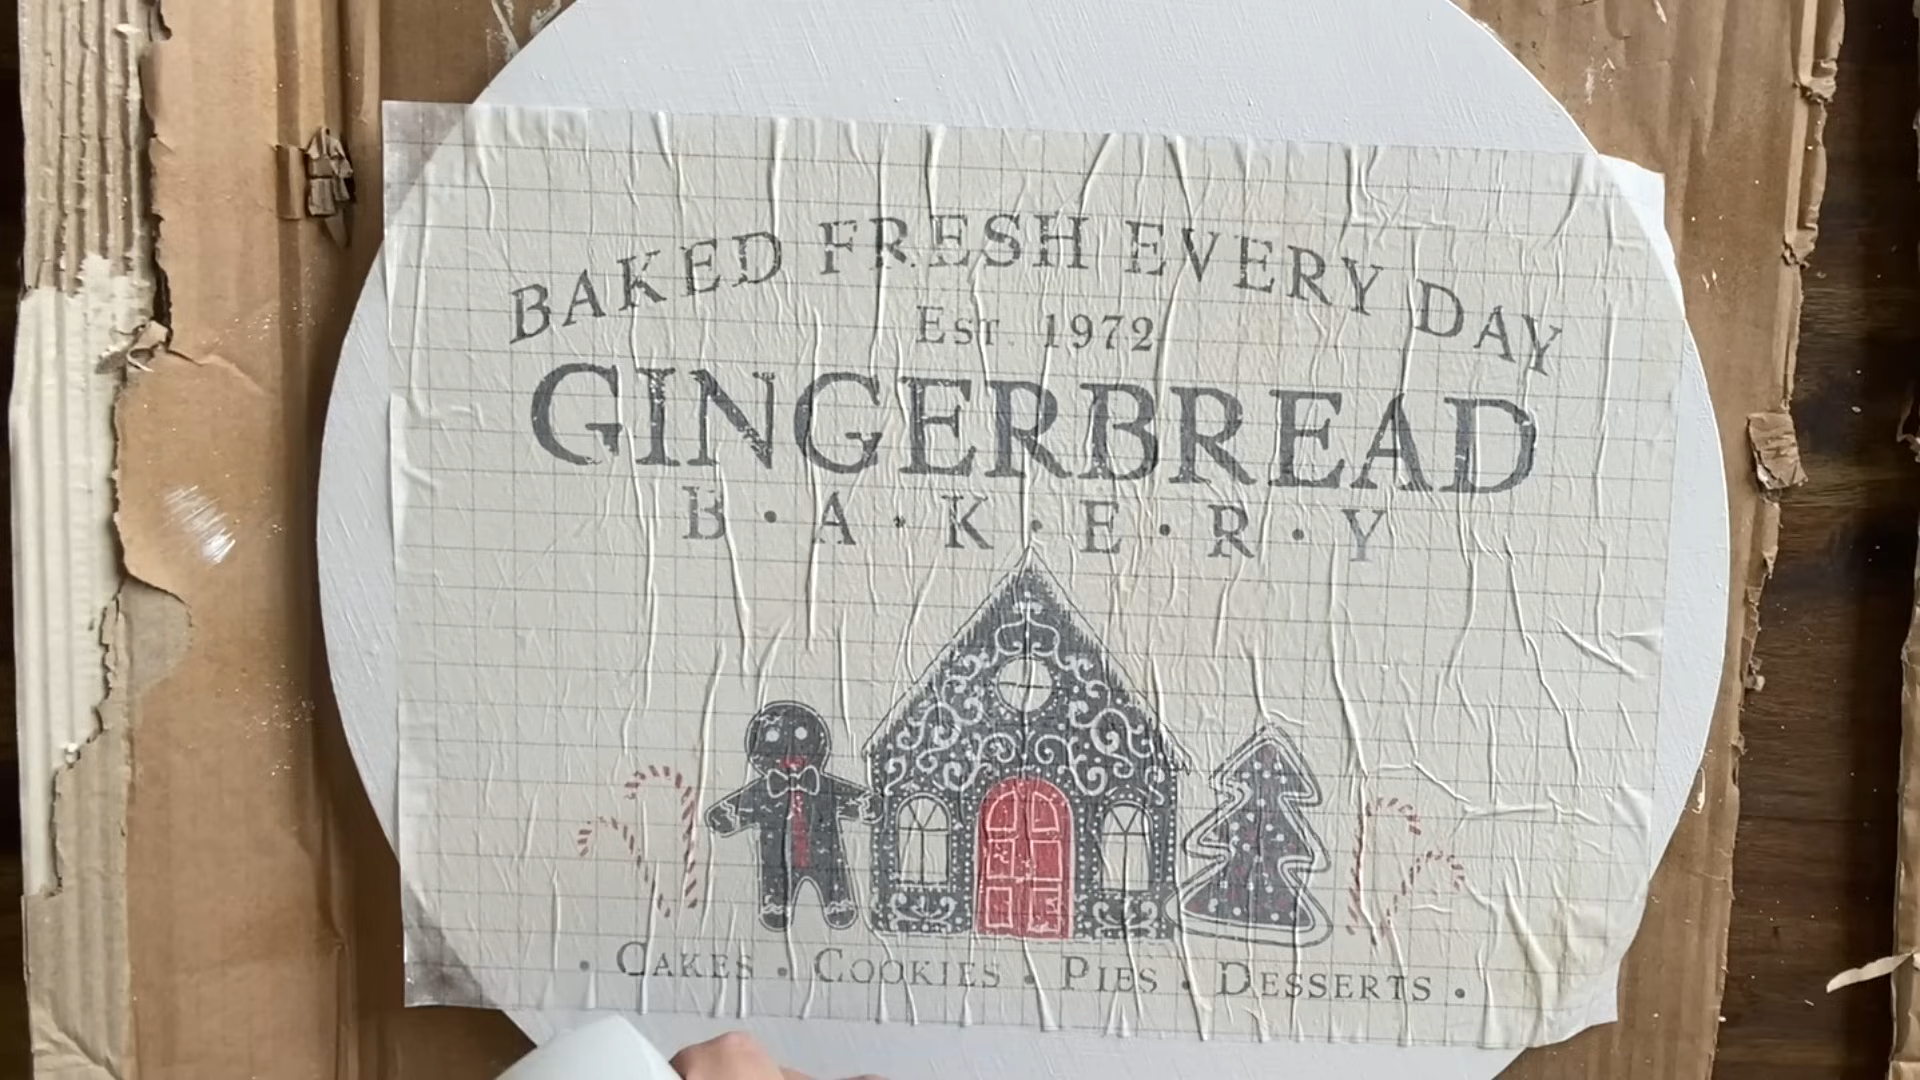 BAKED FRESH EVERY DAY
EST. 1972
GINGERBREAD
B·A·K·E·R·Y
· CAKES · COOKIES · PIES · DESSERTS ·